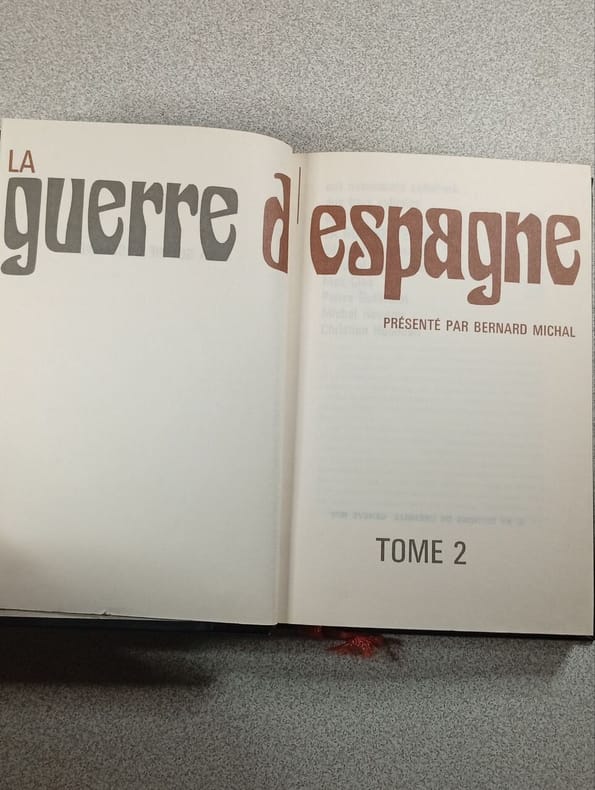 LA
guerre d'espagne
PRÉSENTÉ PAR BERNARD MICHAL
TOME 2